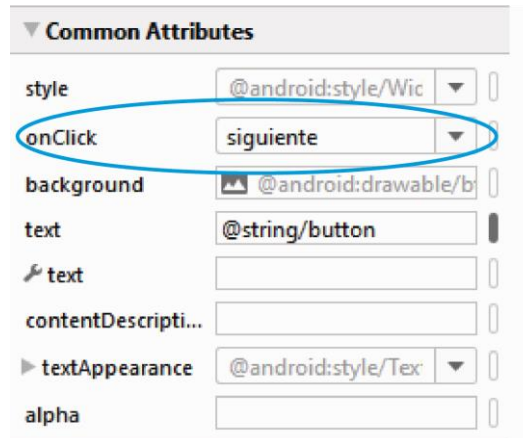 Common Attributes
style @android:style/Wic
onClick siguiente
background @android:drawable/b
text @string/button
text
contentDescripti...
textAppearance @android:style/Tex
alpha